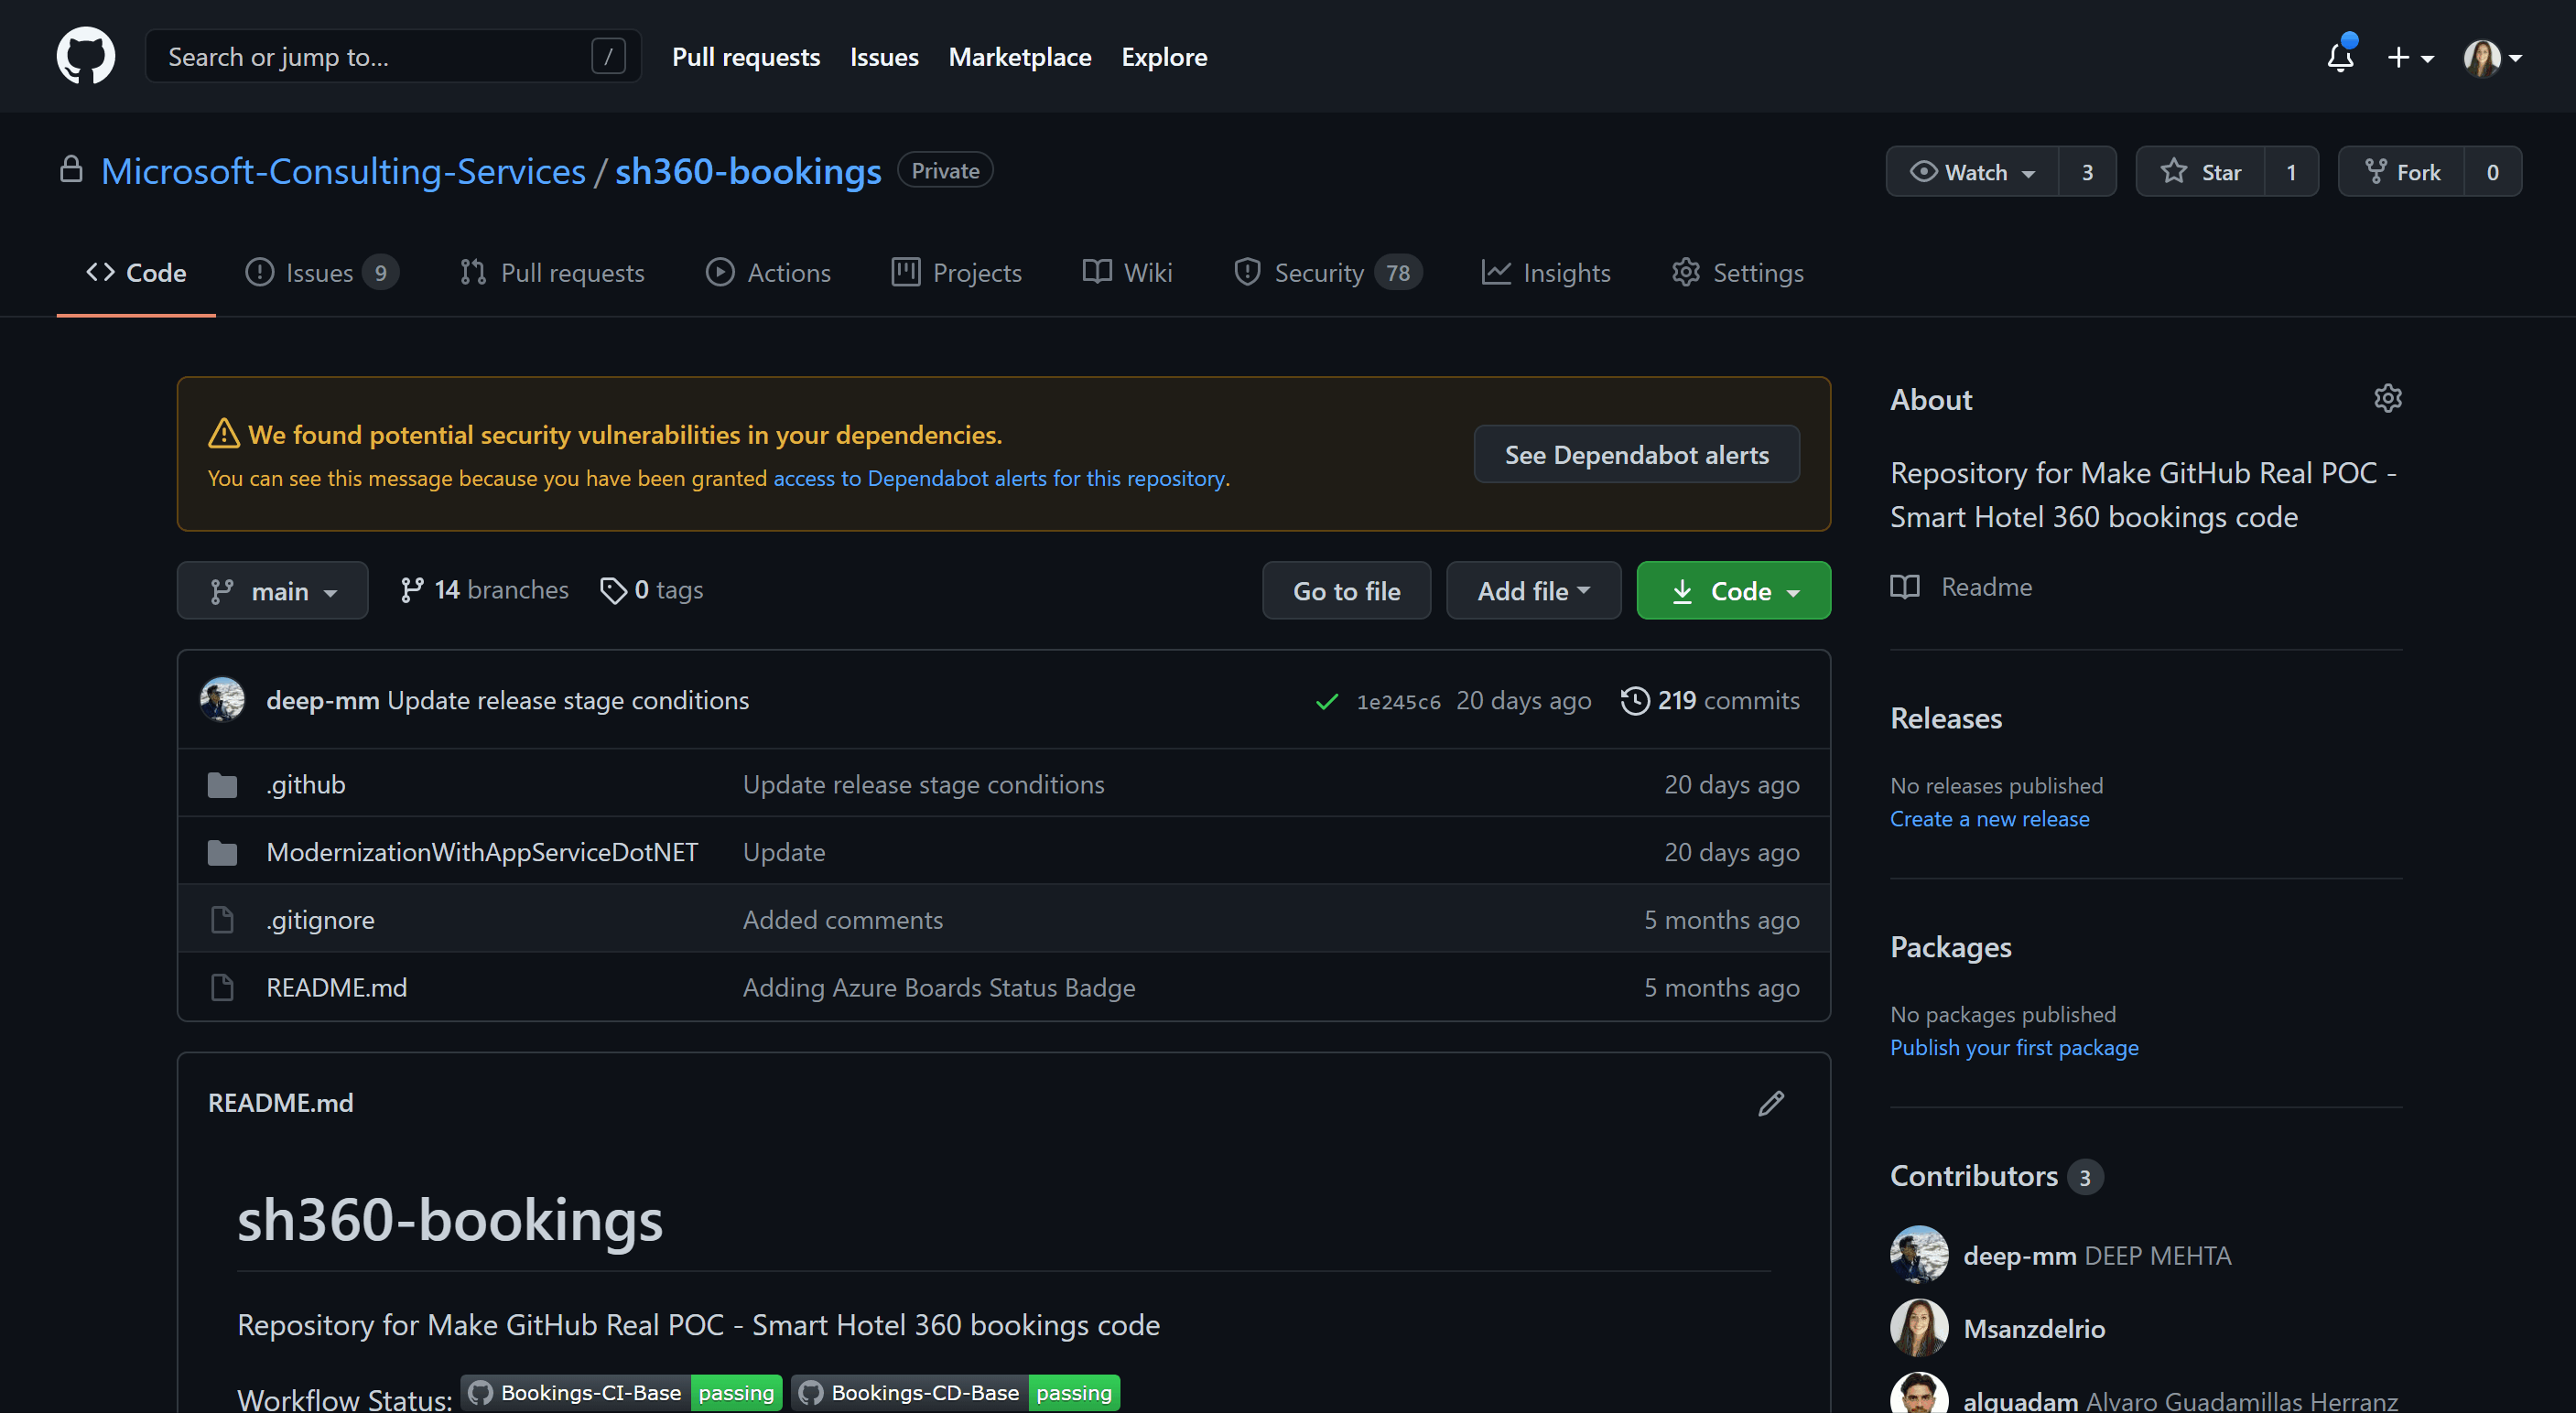 Search or jump to... /
Pull requests Issues Marketplace Explore
Microsoft-Consulting-Services / sh360-bookings Private
Watch 3 Star 1 Fork 0
Code Issues 9 Pull requests Actions Projects Wiki Security 78 Insights Settings
We found potential security vulnerabilities in your dependencies.
You can see this message because you have been granted access to Dependabot alerts for this repository.
See Dependabot alerts
main 14 branches 0 tags Go to file Add file Code
deep-mm Update release stage conditions 1e245c6 20 days ago 219 commits
.github Update release stage conditions 20 days ago
ModernizationWithAppServiceDotNET Update 20 days ago
.gitignore Added comments 5 months ago
README.md Adding Azure Boards Status Badge 5 months ago
README.md
sh360-bookings
Repository for Make GitHub Real POC - Smart Hotel 360 bookings code
Workflow Status: Bookings-CI-Base passing Bookings-CD-Base passing
About
Repository for Make GitHub Real POC -
Smart Hotel 360 bookings code
Readme
Releases
No releases published
Create a new release
Packages
No packages published
Publish your first package
Contributors 3
deep-mm DEEP MEHTA
Msanzdelrio
alguadam Alvaro Guadamillas Herranz